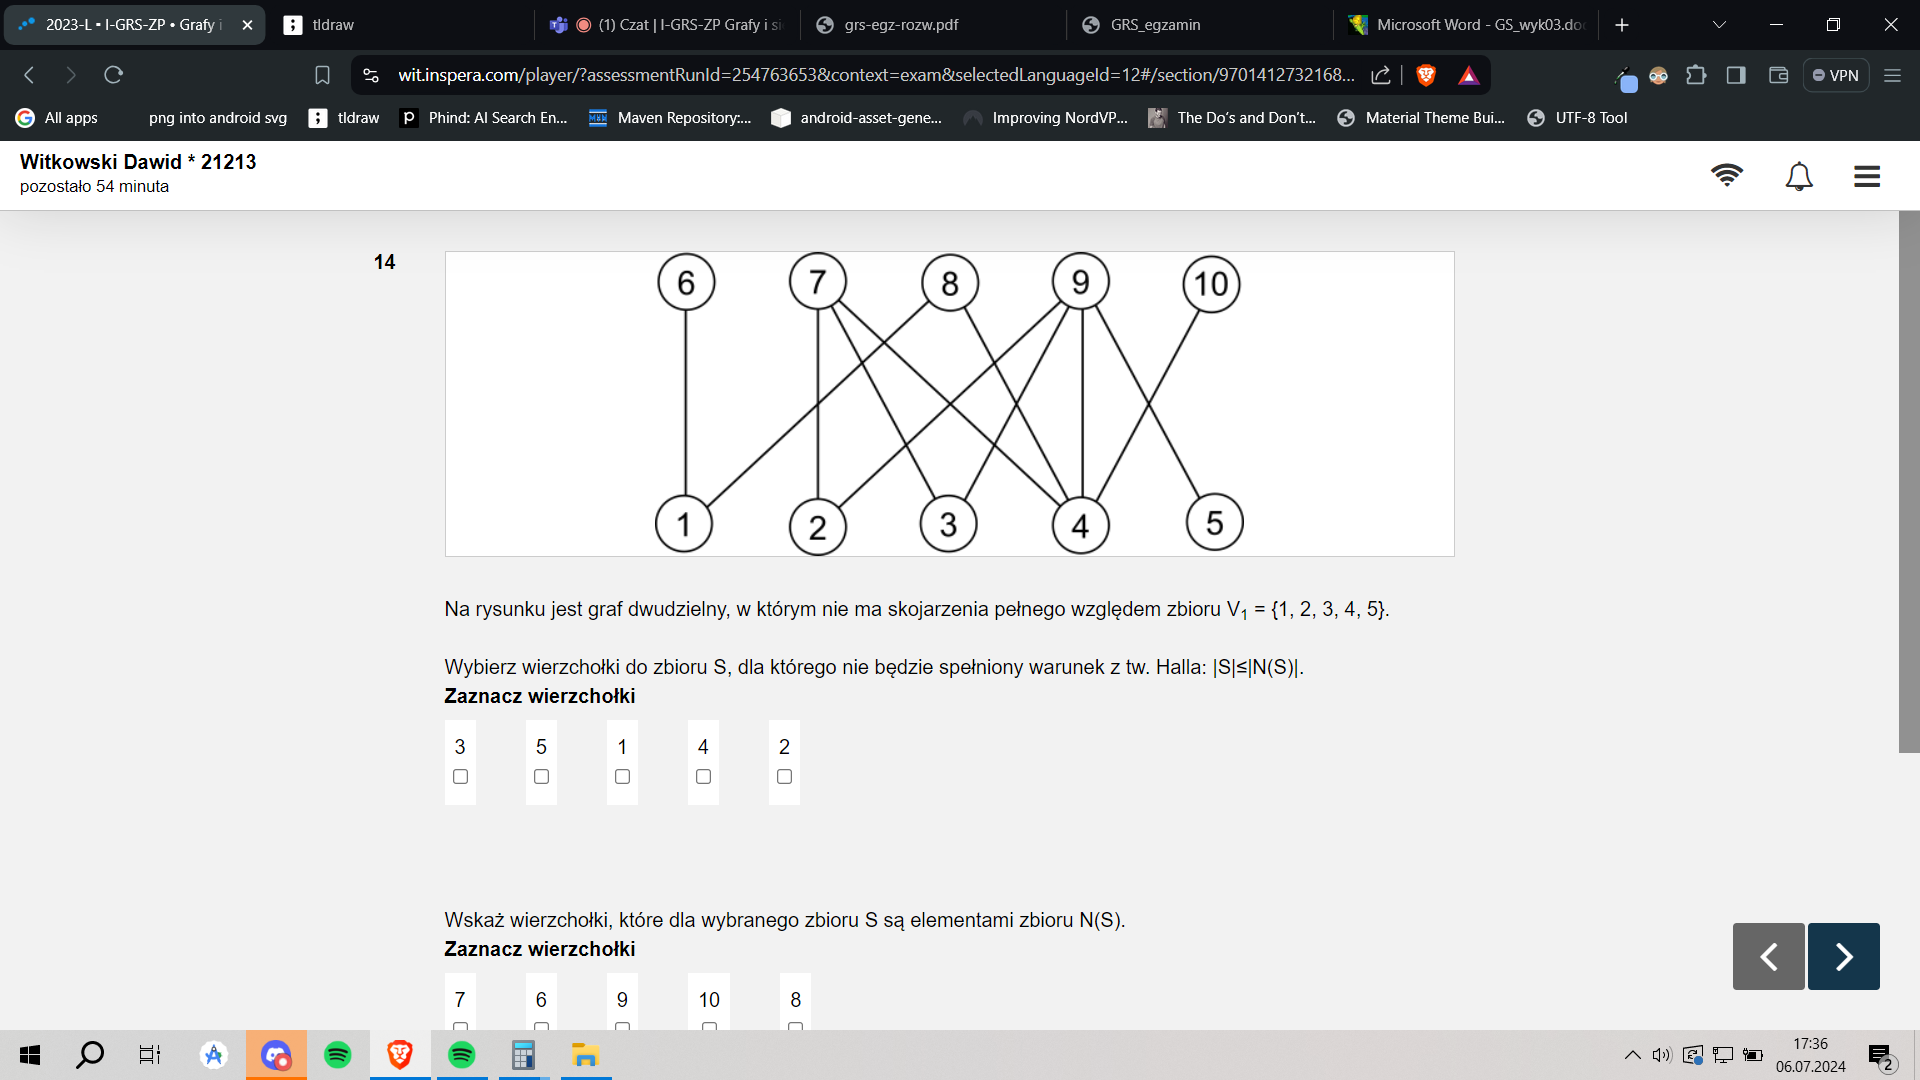 2023-L • I-GRS-ZP • Grafy i
tldraw
(1) Czat | I-GRS-ZP Grafy i si
grs-egz-rozw.pdf
GRS_egzamin
Microsoft Word - GS_wyk03.doc
wit.inspera.com/player/?assessmentRunId=254763653&context=exam&selectedLanguageId=12#/section/9701412732168...
VPN
All apps
png into android svg
tldraw
Phind: AI Search En...
Maven Repository:...
android-asset-gene...
Improving NordVP...
The Do's and Don't...
Material Theme Bui...
UTF-8 Tool
Witkowski Dawid * 21213
pozostało 54 minuta
14
6 7 8 9 10
1 2 3 4 5
Na rysunku jest graf dwudzielny, w którym nie ma skojarzenia pełnego względem zbioru V₁ = {1, 2, 3, 4, 5}.
Wybierz wierzchołki do zbioru S, dla którego nie będzie spełniony warunek z tw. Halla: |S|≤|N(S)|.
Zaznacz wierzchołki
3 5 1 4 2
Wskaż wierzchołki, które dla wybranego zbioru S są elementami zbioru N(S).
Zaznacz wierzchołki
7 6 9 10 8
17:36
06.07.2024
2